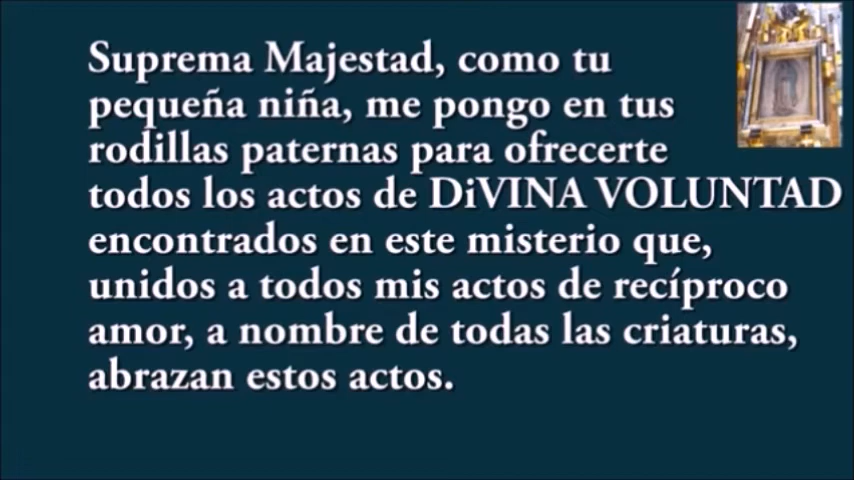 Suprema Majestad, como tu
pequeña niña, me pongo en tus
rodillas paternas para ofrecerte
todos los actos de DiVINA VOLUNTAD
encontrados en este misterio que,
unidos a todos mis actos de recíproco
amor, a nombre de todas las criaturas,
abrazan estos actos.